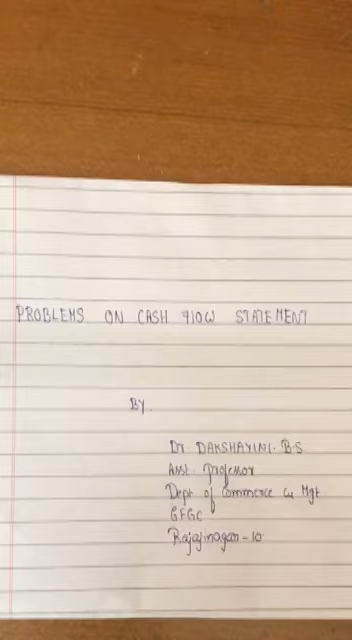 PROBLEMS ON CASH FLOW STATEMENT
BY.
Dr DAKSHAYINI. B.S
Asst. Professor
Dept of Commerce & Mgt
GFGC
Rajajinagar - 10